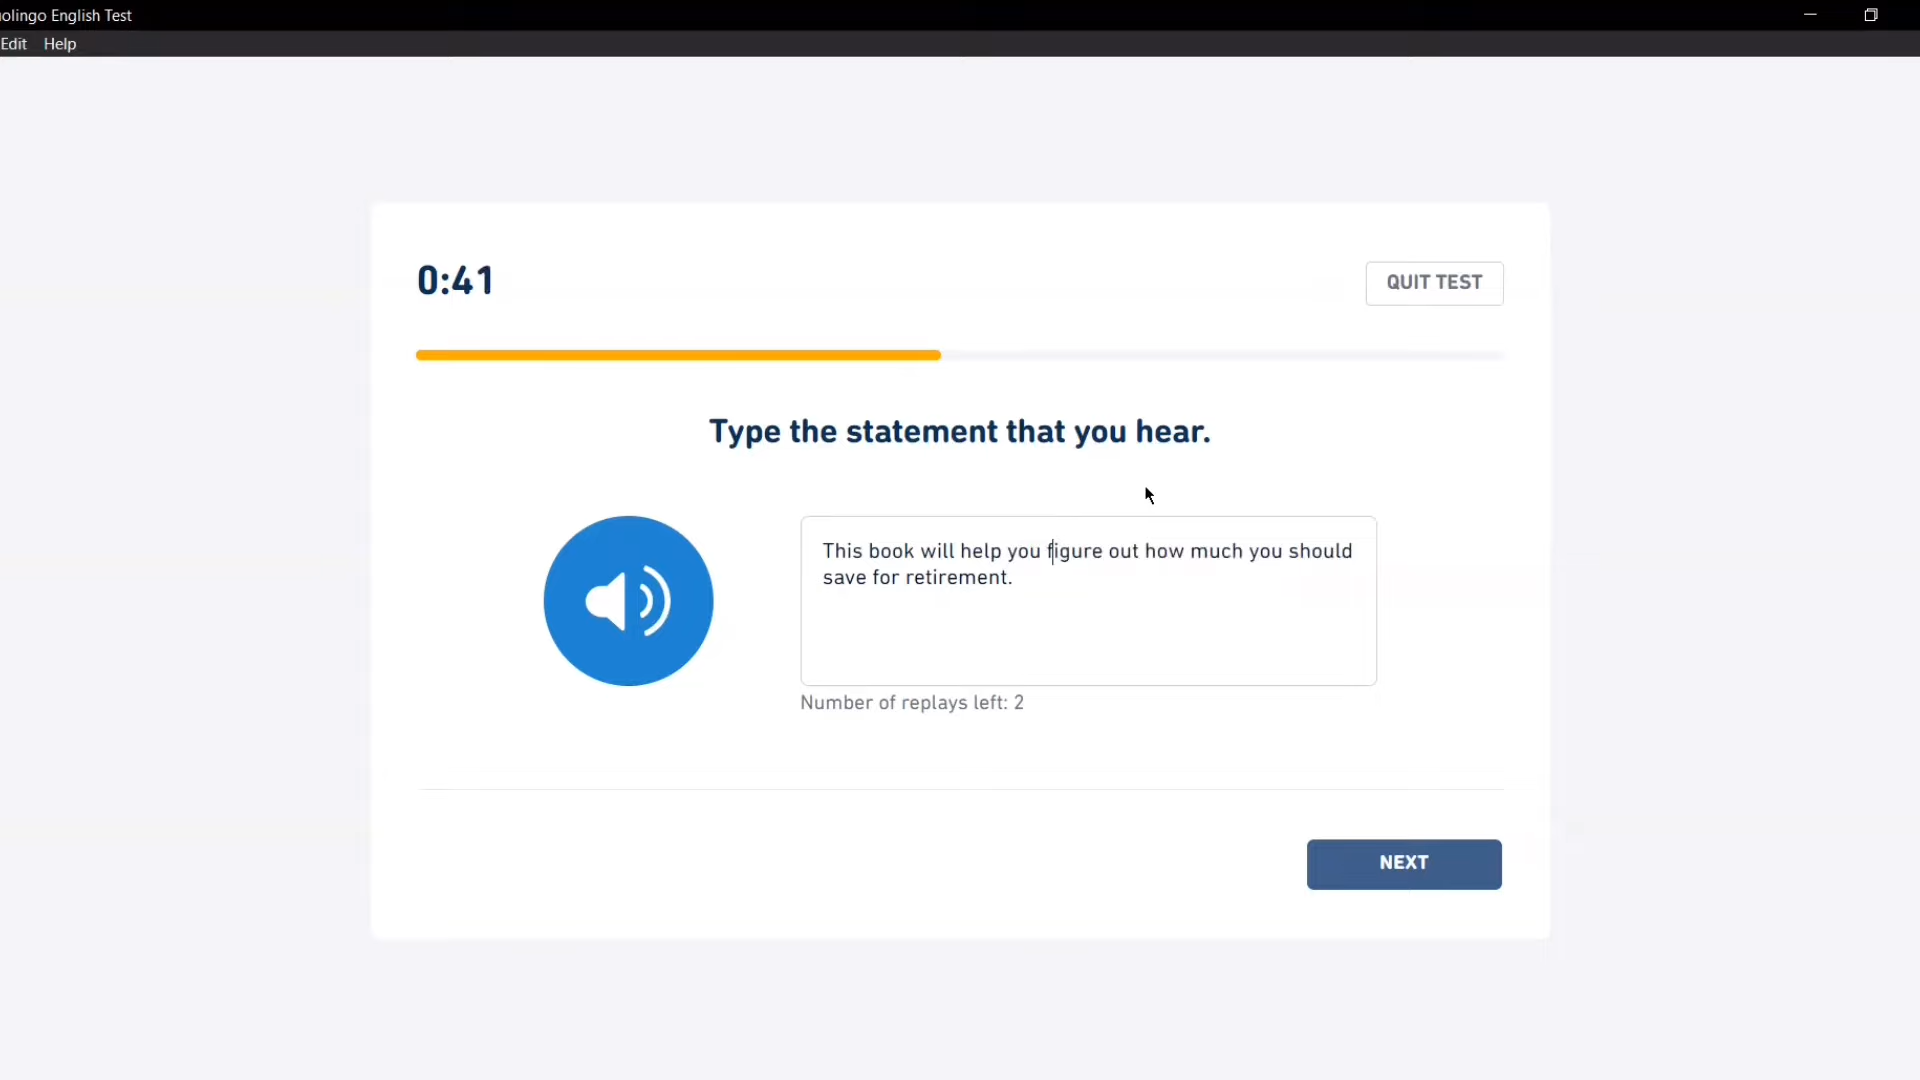 olingo English Test
Edit Help
0:41
QUIT TEST
Type the statement that you hear.
This book will help you figure out how much you should
save for retirement.
Number of replays left: 2
NEXT